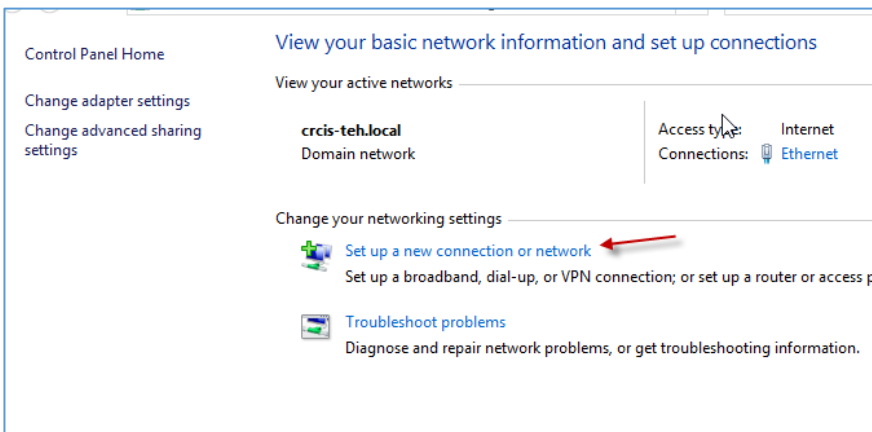 Control Panel Home
Change adapter settings
Change advanced sharing
settings
View your basic network information and set up connections
View your active networks
crcis-teh.local
Domain network
Access type: Internet
Connections: Ethernet
Change your networking settings
Set up a new connection or network
Set up a broadband, dial-up, or VPN connection; or set up a router or access
Troubleshoot problems
Diagnose and repair network problems, or get troubleshooting information.